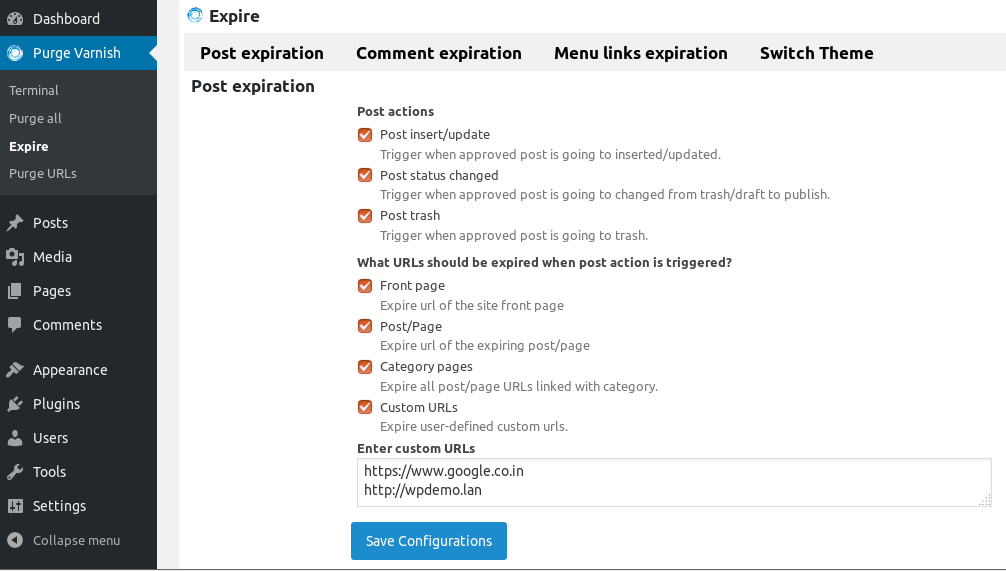 Dashboard
Purge Varnish
Terminal
Purge all
Expire
Purge URLs
Posts
Media
Pages
Comments
Appearance
Plugins
Users
Tools
Settings
Collapse menu
Expire
Post expiration Comment expiration Menu links expiration Switch Theme
Post expiration
Post actions
Post insert/update
Trigger when approved post is going to inserted/updated.
Post status changed
Trigger when approved post is going to changed from trash/draft to publish.
Post trash
Trigger when approved post is going to trash.
What URLs should be expired when post action is triggered?
Front page
Expire url of the site front page
Post/Page
Expire url of the expiring post/page
Category pages
Expire all post/page URLs linked with category.
Custom URLs
Expire user-defined custom urls.
Enter custom URLs
https://www.google.co.in
http://wpdemo.lan
Save Configurations